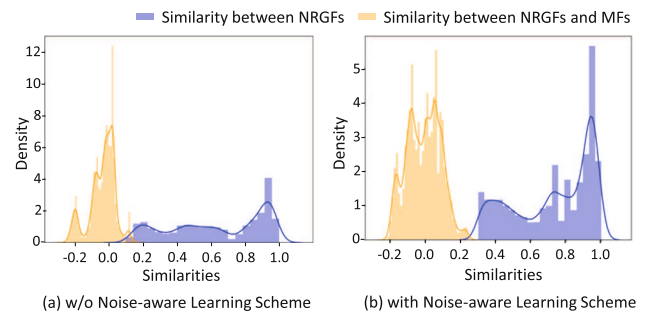 Similarity between NRGFs Similarity between NRGFs and MFs
12
10
8
6
4
2
0
Density
-0.2 0.0 0.2 0.4 0.6 0.8 1.0
Similarities
(a) w/o Noise-aware Learning Scheme
5
4
3
2
1
0
Density
-0.2 0.0 0.2 0.4 0.6 0.8 1.0
Similarities
(b) with Noise-aware Learning Scheme